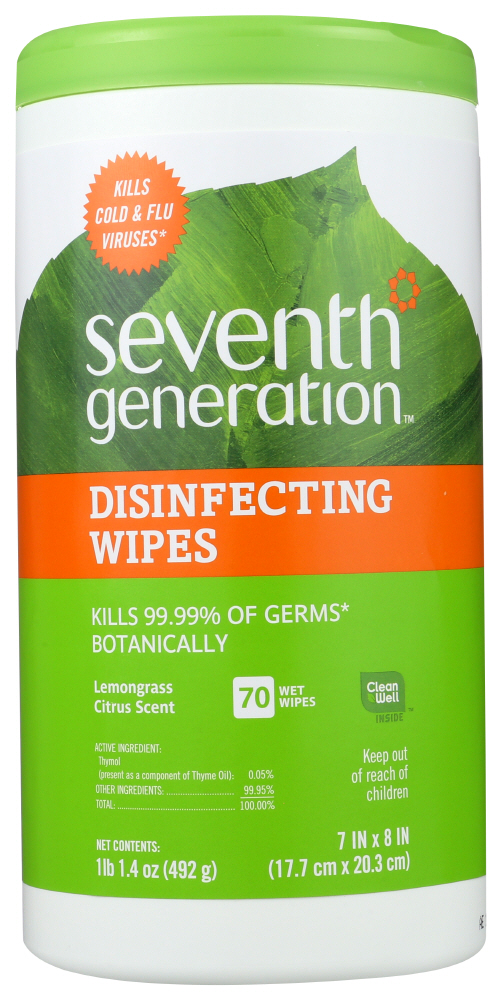 KILLS
COLD & FLU
VIRUSES*
seventh
generation™
DISINFECTING
WIPES
KILLS 99.99% OF GERMS*
BOTANICALLY
Lemongrass
Citrus Scent
70 WET
WIPES
Clean
Well™
INSIDE
ACTIVE INGREDIENT:
Thymol
(present as a component of Thyme Oil): 0.05%
OTHER INGREDIENTS: .................... 99.95%
TOTAL: .................... 100.00%
Keep out
of reach of
children
NET CONTENTS:
1lb 1.4 oz (492 g)
7 IN x 8 IN
(17.7 cm x 20.3 cm)